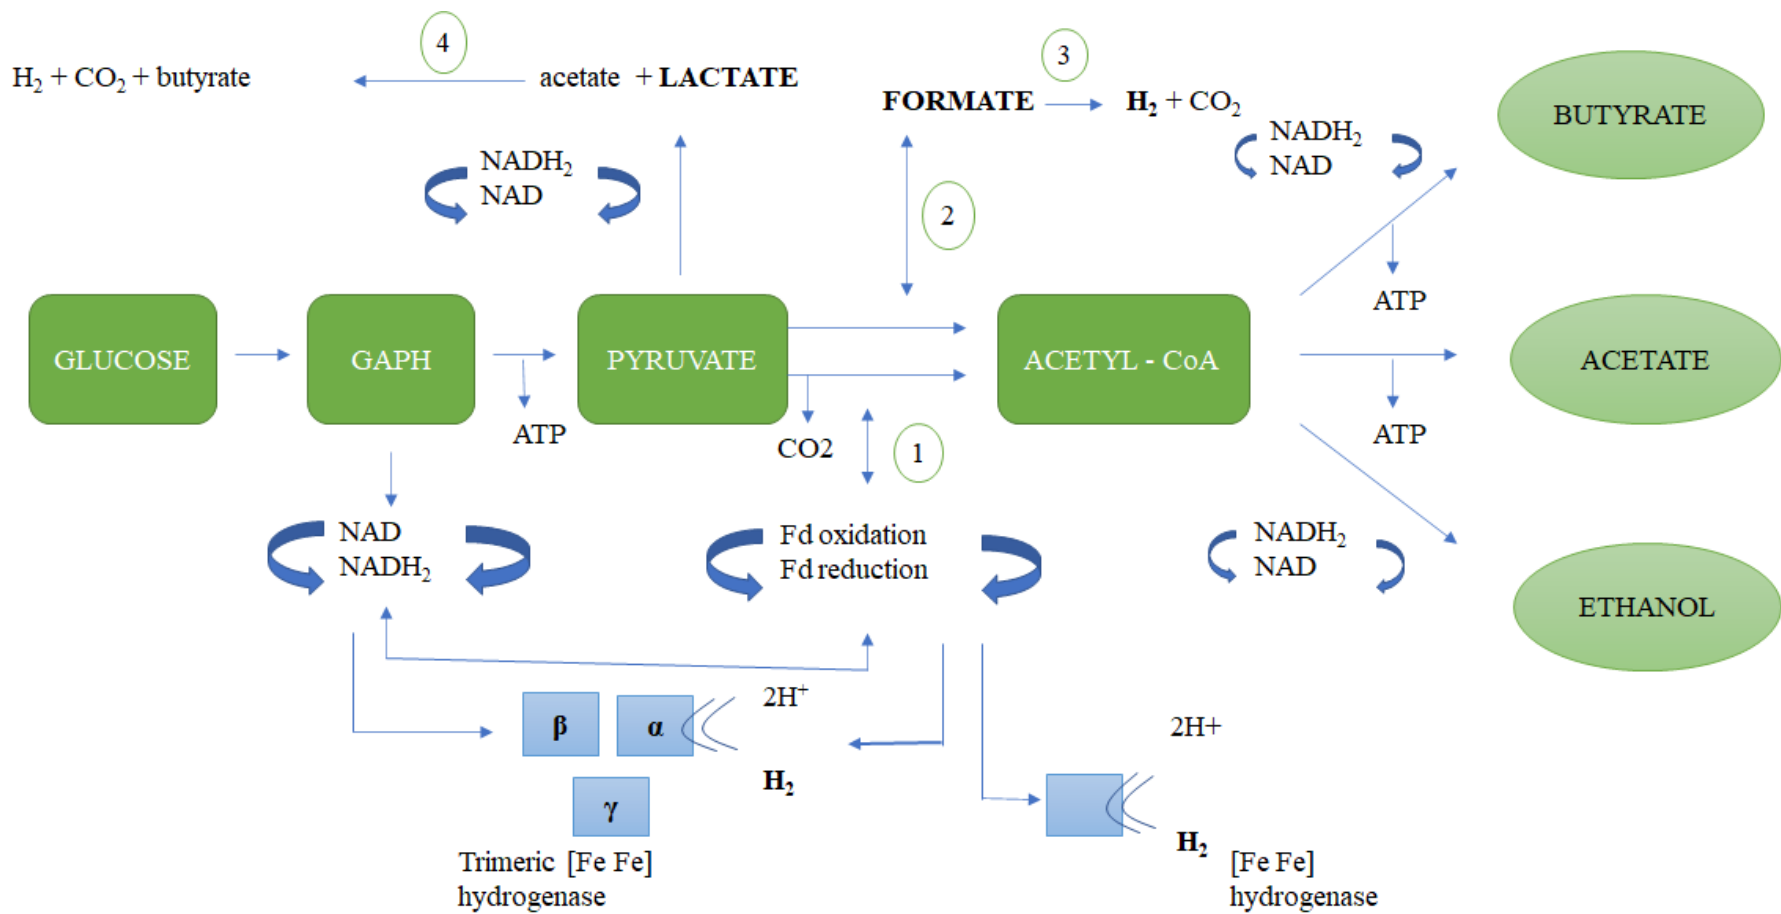 4
3
H₂ + CO₂ + butyrate
acetate + LACTATE
FORMATE
H₂ + CO₂
BUTYRATE
NADH₂
NAD
NADH₂
NAD
2
GLUCOSE
GAPH
PYRUVATE
ACETYL - CoA
ATP
ACETATE
ATP
CO2
1
ATP
NAD
NADH₂
Fd oxidation
Fd reduction
NADH₂
NAD
ETHANOL
β
α
2H⁺
H₂
γ
2H+
H₂
Trimeric [Fe Fe]
hydrogenase
[Fe Fe]
hydrogenase